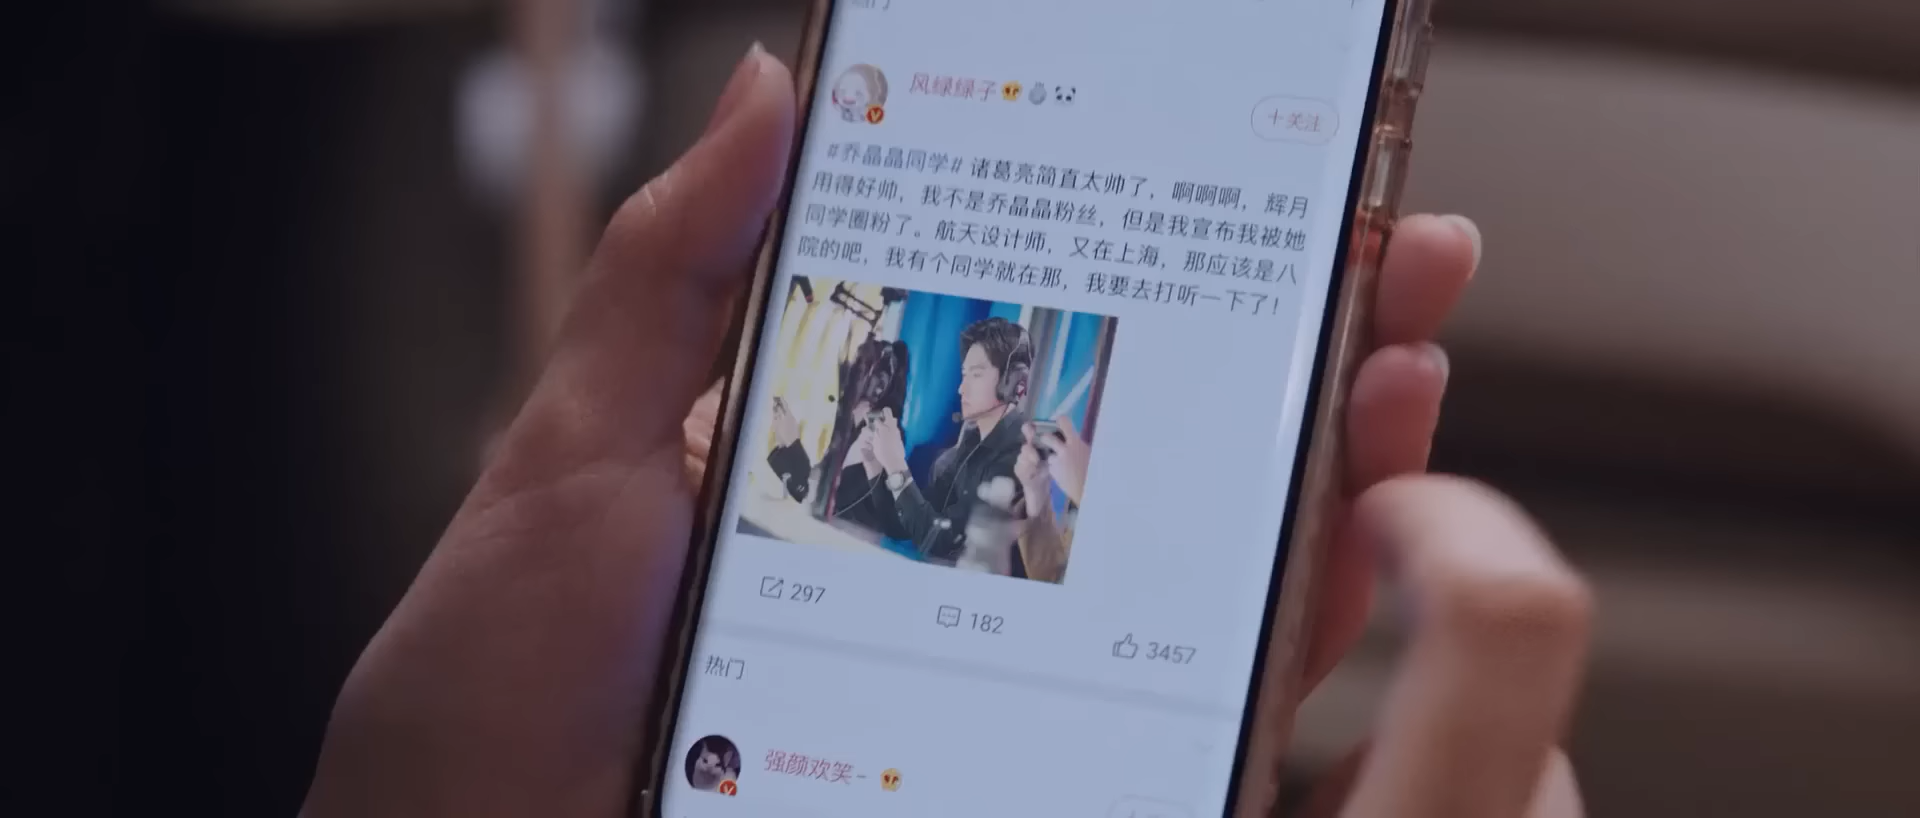 热门
风绿绿子
+关注
#乔晶晶同学# 诸葛亮简直太帅了，啊啊啊，辉月
用得好帅，我不是乔晶晶粉丝，但是我宣布我被她
同学圈粉了。航天设计师，又在上海，那应该是八
院的吧，我有个同学就在那，我要去打听一下了！
297
182
3457
热门
强颜欢笑-